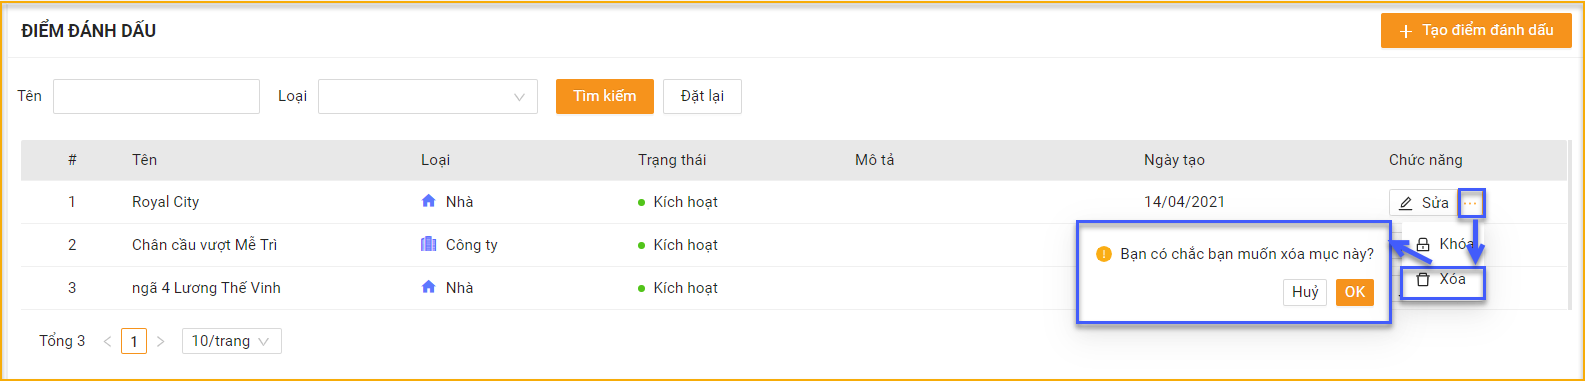 ĐIỂM ĐÁNH DẤU
+ Tạo điểm đánh dấu
Tên Loại Tìm kiếm Đặt lại
# Tên Loại Trạng thái Mô tả Ngày tạo Chức năng
1 Royal City Nhà Kích hoạt 14/04/2021 Sửa ···
2 Chân cầu vượt Mễ Trì Công ty Kích hoạt
Khóa
Bạn có chắc bạn muốn xóa mục này?
3 ngã 4 Lương Thế Vinh Nhà Kích hoạt
Xóa
Huỷ OK
Tổng 3 < 1 > 10/trang